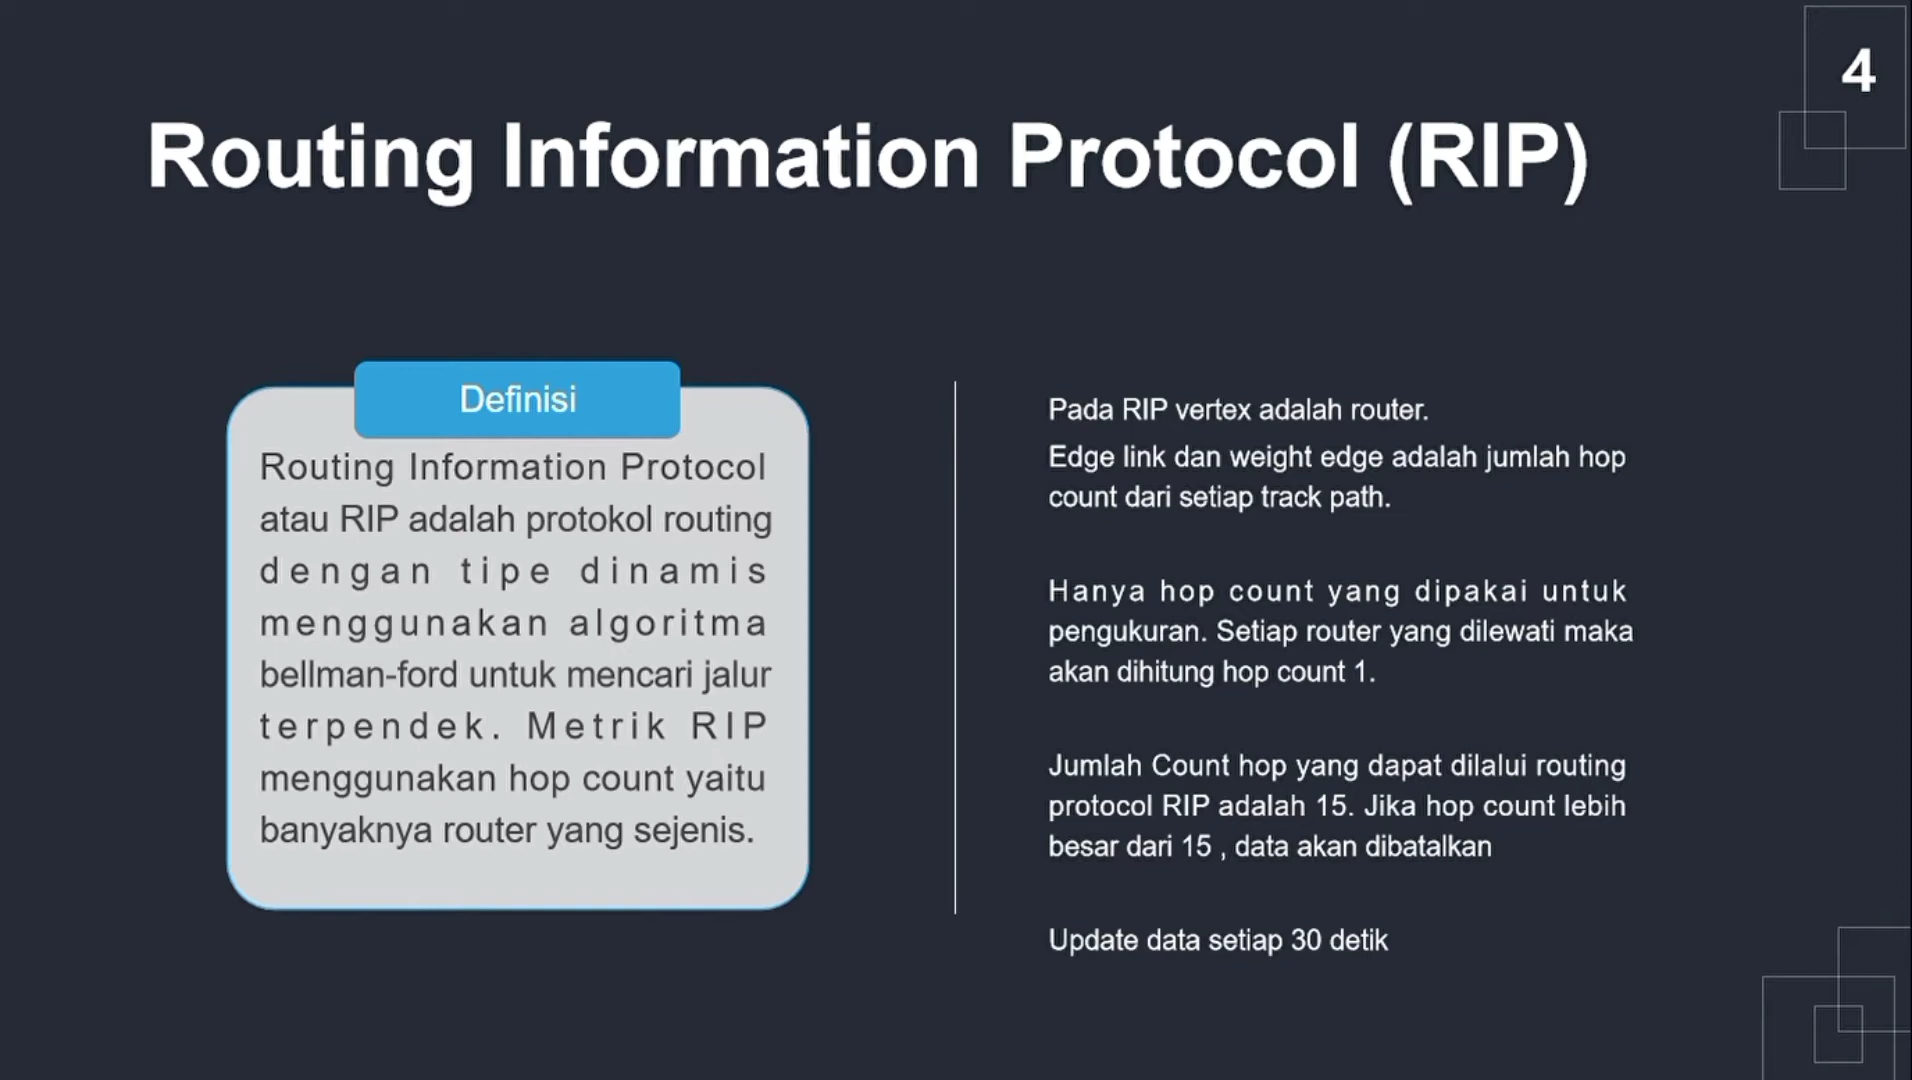 4
Routing Information Protocol (RIP)
Definisi
Routing Information Protocol
atau RIP adalah protokol routing
dengan tipe dinamis
menggunakan algoritma
bellman-ford untuk mencari jalur
terpendek. Metrik RIP
menggunakan hop count yaitu
banyaknya router yang sejenis.
Pada RIP vertex adalah router.
Edge link dan weight edge adalah jumlah hop
count dari setiap track path.
Hanya hop count yang dipakai untuk
pengukuran. Setiap router yang dilewati maka
akan dihitung hop count 1.
Jumlah Count hop yang dapat dilalui routing
protocol RIP adalah 15. Jika hop count lebih
besar dari 15 , data akan dibatalkan
Update data setiap 30 detik